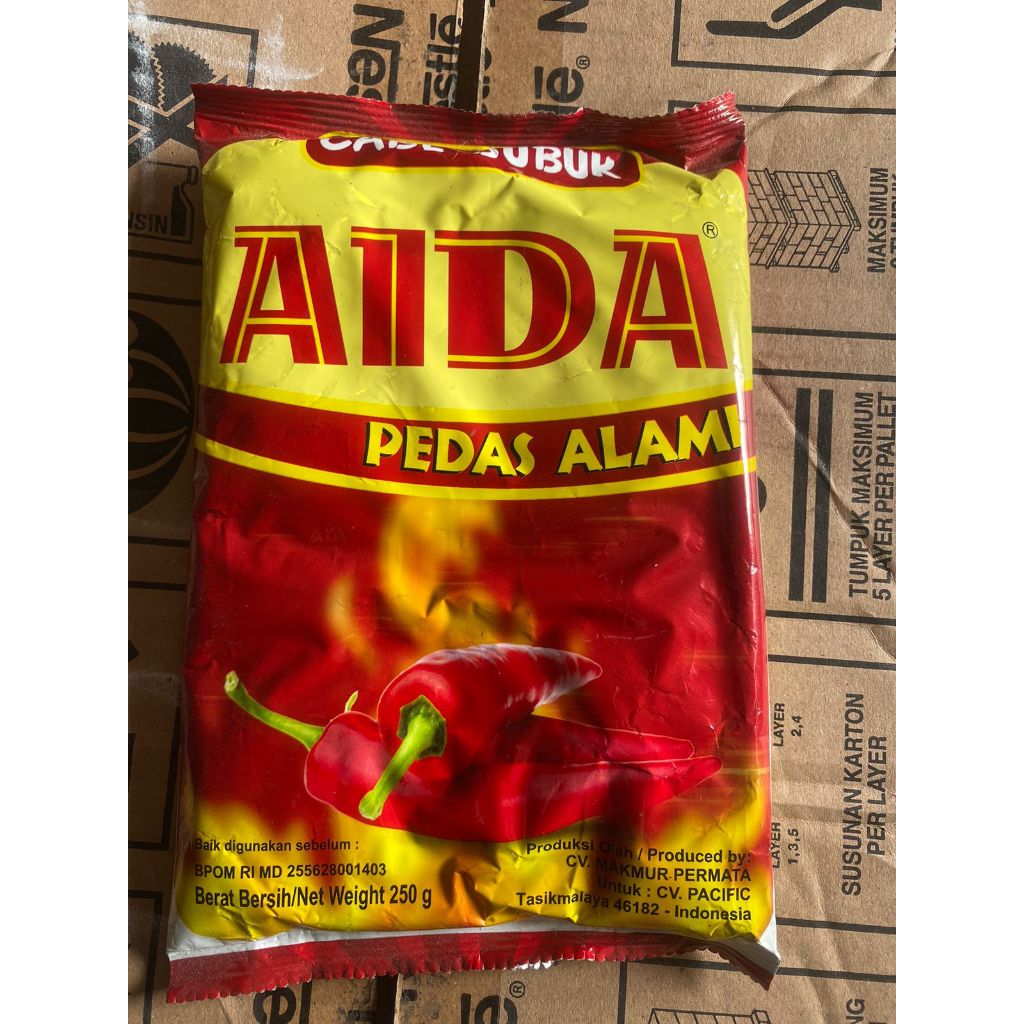 CABE BUBUK
AIDA®
PEDAS ALAMI
Baik digunakan sebelum :
BPOM RI MD 255628001403
Berat Bersih/Net Weight 250 g
Produksi Oleh / Produced by:
CV. MAKMUR PERMATA
Untuk : CV. PACIFIC
Tasikmalaya 46182 - Indonesia
MAKSIMUM
TUMPUK MAKSIMUM
5 LAYER PER PALLET
LAYER
2,4
LAYER
1,3,5
SUSUNAN KARTON
PER LAYER